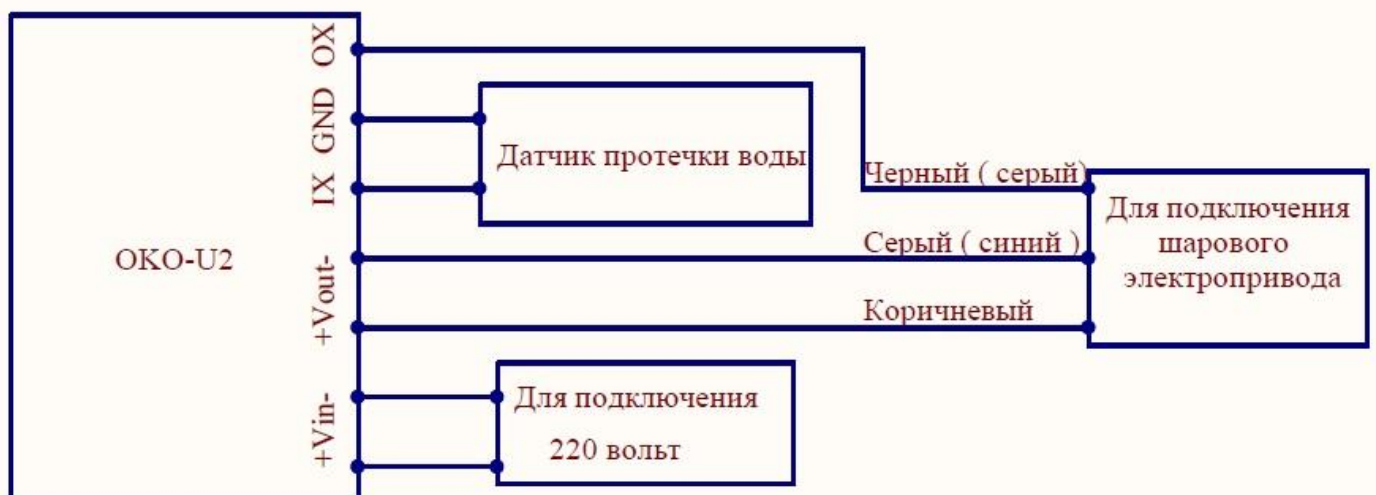 OKO-U2
OX
GND
IX
+Vout-
+Vin-
Датчик протечки воды
Черный ( серый)
Серый ( синий )
Коричневый
Для подключения
шарового
электропривода
Для подключения
220 вольт